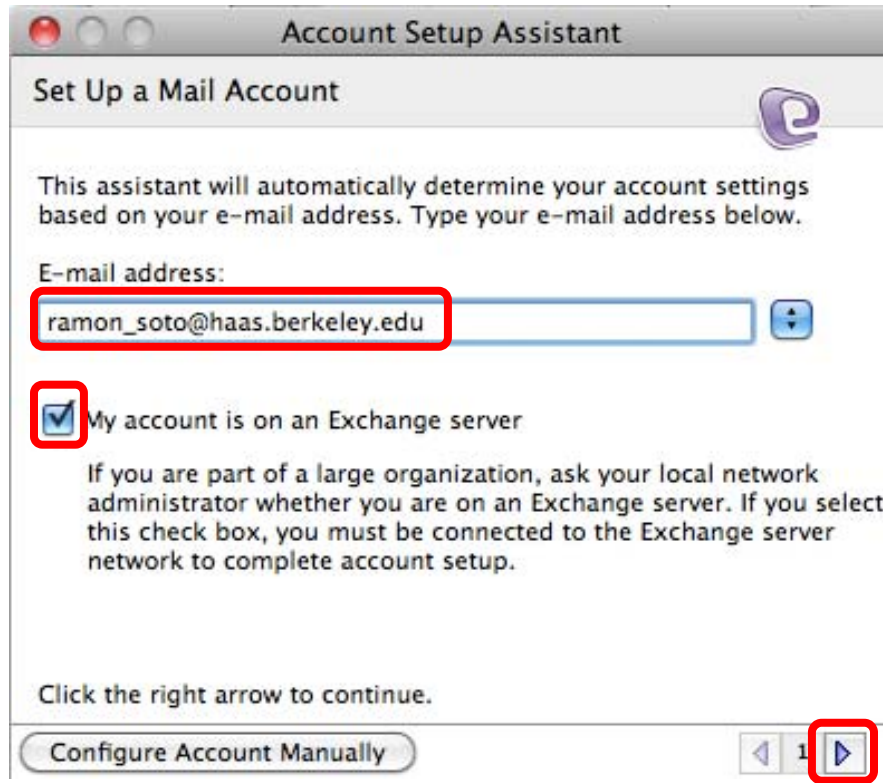 Account Setup Assistant
Set Up a Mail Account
This assistant will automatically determine your account settings
based on your e-mail address. Type your e-mail address below.
E-mail address:
ramon_soto@haas.berkeley.edu
My account is on an Exchange server
If you are part of a large organization, ask your local network
administrator whether you are on an Exchange server. If you select
this check box, you must be connected to the Exchange server
network to complete account setup.
Click the right arrow to continue.
Configure Account Manually 1